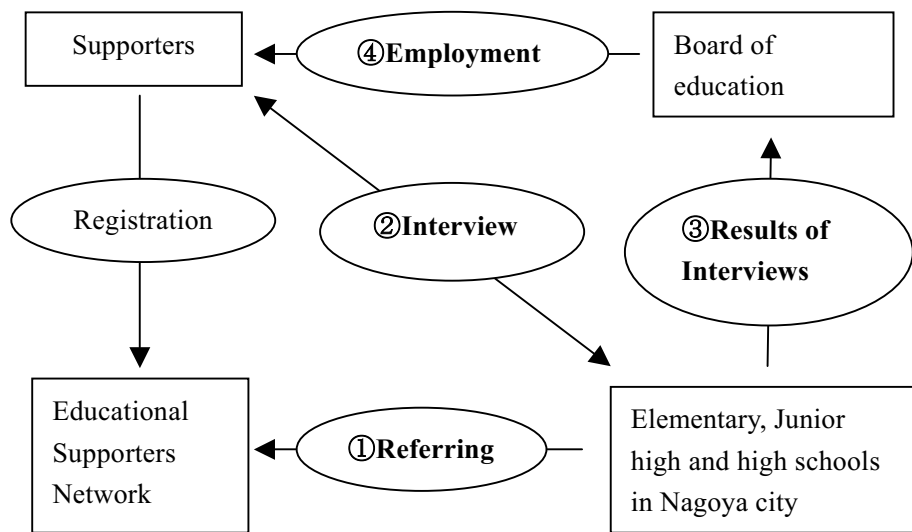 Supporters
④Employment
Board of
education
Registration
②Interview
③Results of
Interviews
Educational
Supporters
Network
①Referring
Elementary, Junior
high and high schools
in Nagoya city